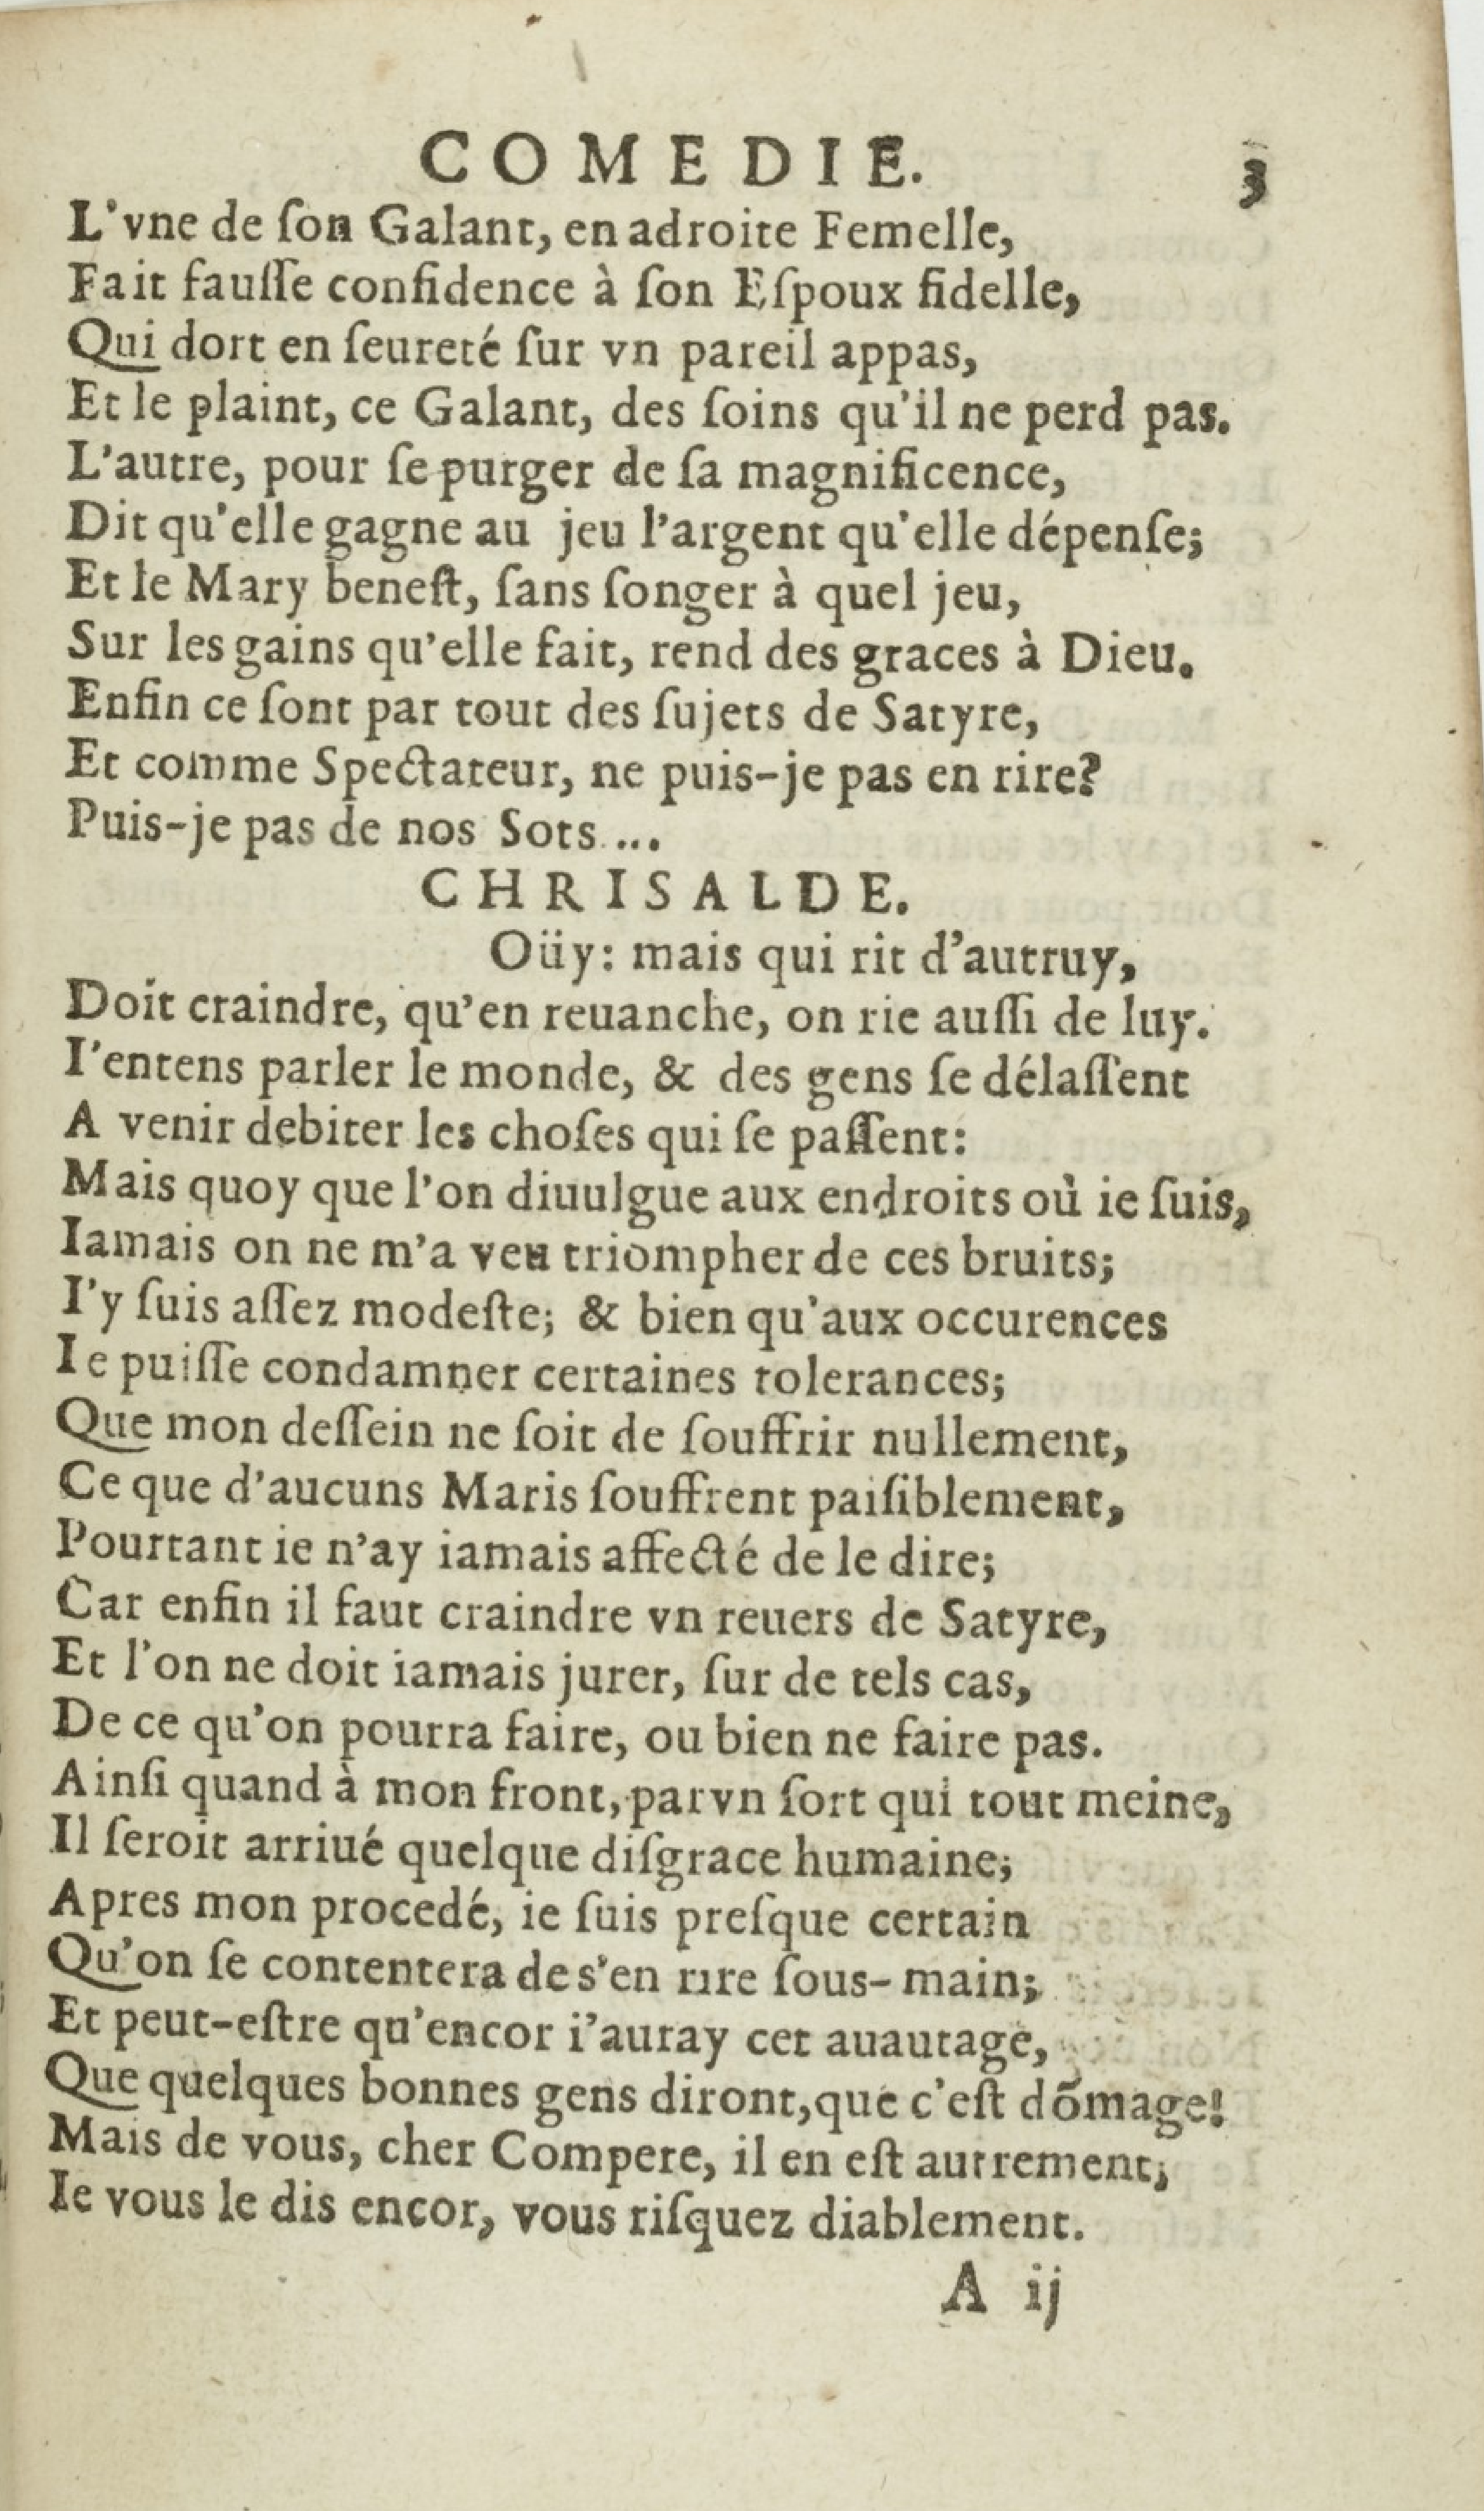 COMEDIE. 3
L'vne de ſon Galant, en adroite Femelle,
Fait fauſſe confidence à ſon Eſpoux fidelle,
Qui dort en ſeureté ſur vn pareil appas,
Et le plaint, ce Galant, des ſoins qu'il ne perd pas.
L'autre, pour ſe purger de ſa magnificence,
Dit qu'elle gagne au jeu l'argent qu'elle dépenſe;
Et le Mary beneſt, ſans ſonger à quel jeu,
Sur les gains qu'elle fait, rend des graces à Dieu.
Enfin ce ſont par tout des ſujets de Satyre,
Et comme Spectateur, ne puis-je pas en rire?
Puis-je pas de nos Sots....
CHRISALDE.
Oüy: mais qui rit d'autruy,
Doit craindre, qu'en reuanche, on rie auſſi de luy.
I'entens parler le monde, & des gens ſe délaſſent
A venir debiter les choſes qui ſe paſſent:
Mais quoy que l'on diuulgue aux endroits où ie ſuis,
Iamais on ne m'a veu triompher de ces bruits;
I'y ſuis aſſez modeſte; & bien qu'aux occurences
Ie puiſſe condamner certaines tolerances;
Que mon deſſein ne ſoit de ſouffrir nullement,
Ce que d'aucuns Maris ſouffrent paiſiblement,
Pourtant ie n'ay iamais affecté de le dire;
Car enfin il faut craindre vn reuers de Satyre,
Et l'on ne doit iamais jurer, ſur de tels cas,
De ce qu'on pourra faire, ou bien ne faire pas.
Ainſi quand à mon front, par vn ſort qui tout meine,
Il ſeroit arriué quelque diſgrace humaine;
Apres mon procedé, ie ſuis preſque certain
Qu'on ſe contentera de s'en rire ſous-main;
Et peut-eſtre qu'encor i'auray cet auautage,
Que quelques bonnes gens diront, que c'eſt dõmage!
Mais de vous, cher Compere, il en eſt autrement;
Ie vous le dis encor, vous riſquez diablement.
A ij